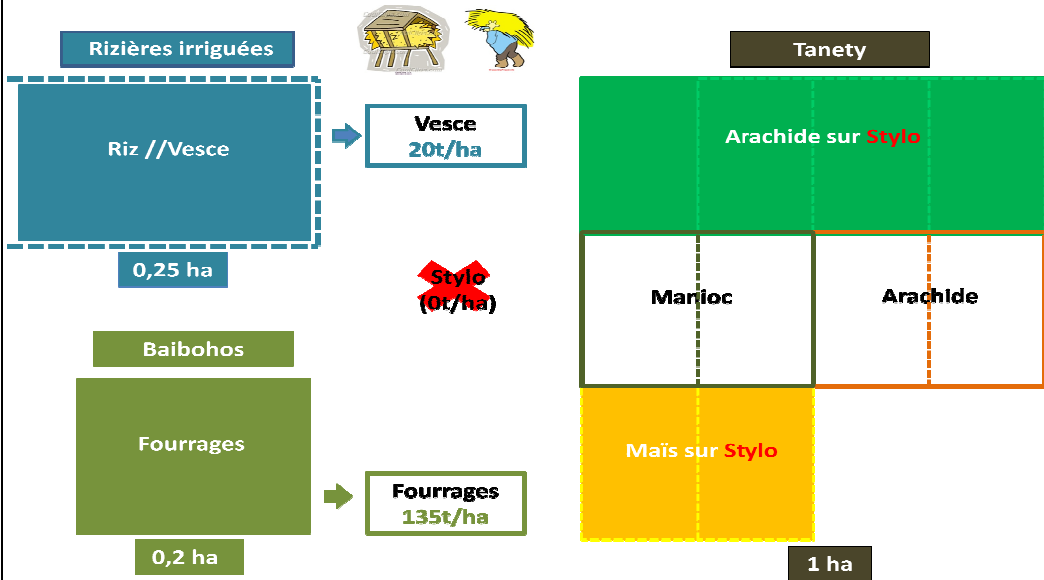 Rizières irriguées
Riz //Vesce
0,25 ha
Vesce
20t/ha
Stylo
(0t/ha)
Baibohos
Fourrages
0,2 ha
Fourrages
135t/ha
Tanety
Arachide sur Stylo
Manioc
Arachide
Maïs sur Stylo
1 ha